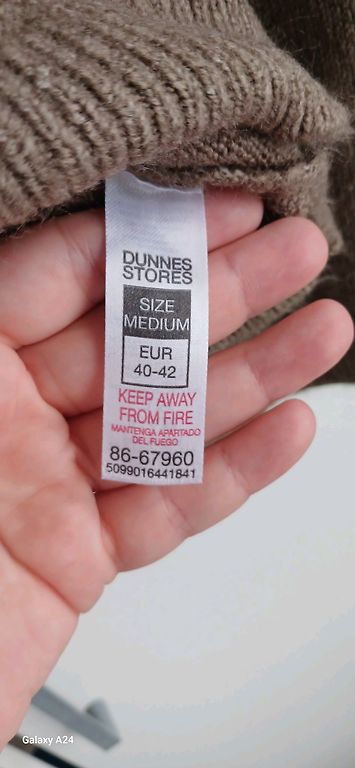 DUNNES
STORES
SIZE
MEDIUM
EUR
40-42
KEEP AWAY
FROM FIRE
MANTENGA APARTADO
DEL FUEGO
86-67960
5099016441841
Galaxy A24